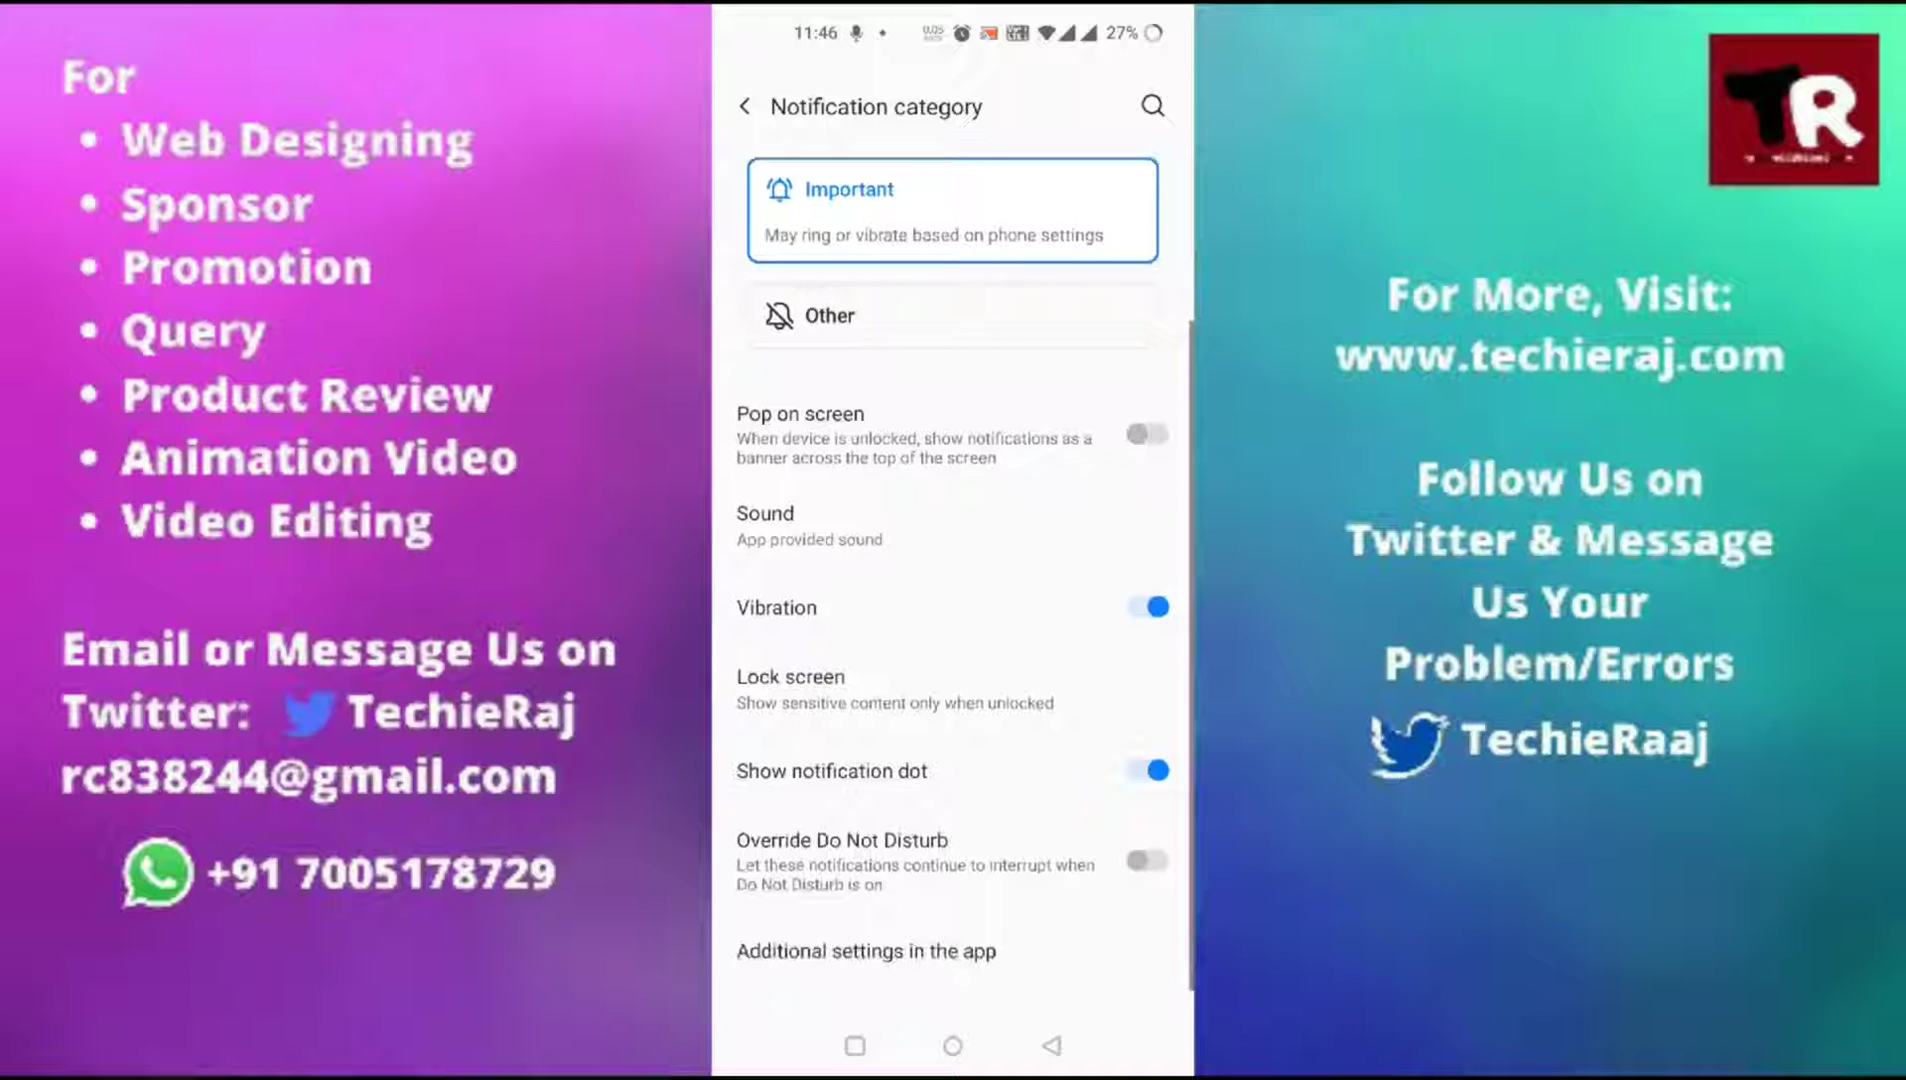 For
• Web Designing
• Sponsor
• Promotion
• Query
• Product Review
• Animation Video
• Video Editing
Email or Message Us on
Twitter: TechieRaj
rc838244@gmail.com
+91 7005178729
11:46
27%
Notification category
Important
May ring or vibrate based on phone settings
Other
Pop on screen
When device is unlocked, show notifications as a
banner across the top of the screen
Sound
App provided sound
Vibration
Lock screen
Show sensitive content only when unlocked
Show notification dot
Override Do Not Disturb
Let these notifications continue to interrupt when
Do Not Disturb is on
Additional settings in the app
TR
For More, Visit:
www.techieraj.com
Follow Us on
Twitter & Message
Us Your
Problem/Errors
TechieRaaj